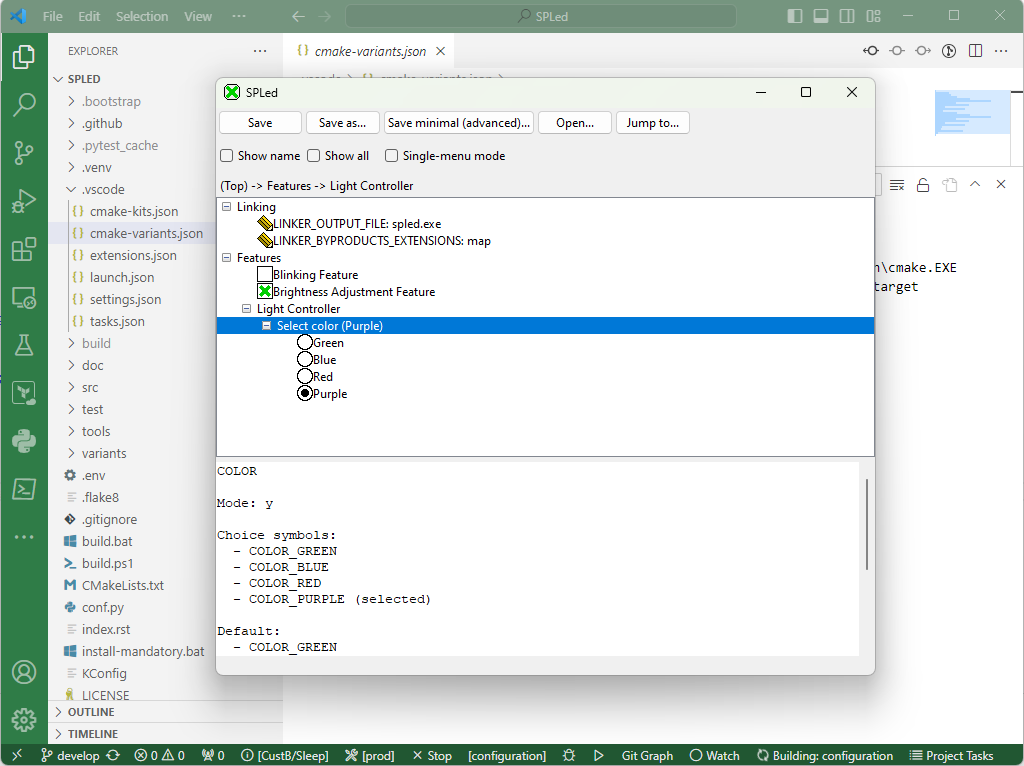 File Edit Selection View ··· SPLed
EXPLORER ···
{} cmake-variants.json
SPLED
.bootstrap
.github
.pytest_cache
.venv
.vscode
{} cmake-kits.json
{} cmake-variants.json
{} extensions.json
{} launch.json
{} settings.json
{} tasks.json
build
doc
src
test
tools
variants
.env
.flake8
.gitignore
build.bat
build.ps1
CMakeLists.txt
conf.py
index.rst
install-mandatory.bat
KConfig
LICENSE
OUTLINE
TIMELINE
SPLed
Save Save as... Save minimal (advanced)... Open... Jump to...
Show name Show all Single-menu mode
(Top) -> Features -> Light Controller
Linking
LINKER_OUTPUT_FILE: spled.exe
LINKER_BYPRODUCTS_EXTENSIONS: map
Features
Blinking Feature
Brightness Adjustment Feature
Light Controller
Select color (Purple)
Green
Blue
Red
Purple
COLOR
Mode: y
Choice symbols:
- COLOR_GREEN
- COLOR_BLUE
- COLOR_RED
- COLOR_PURPLE (selected)
Default:
- COLOR_GREEN
n\cmake.EXE
target
develop 0 0 0 [CustB/Sleep] [prod] Stop [configuration] Git Graph Watch Building: configuration Project Tasks